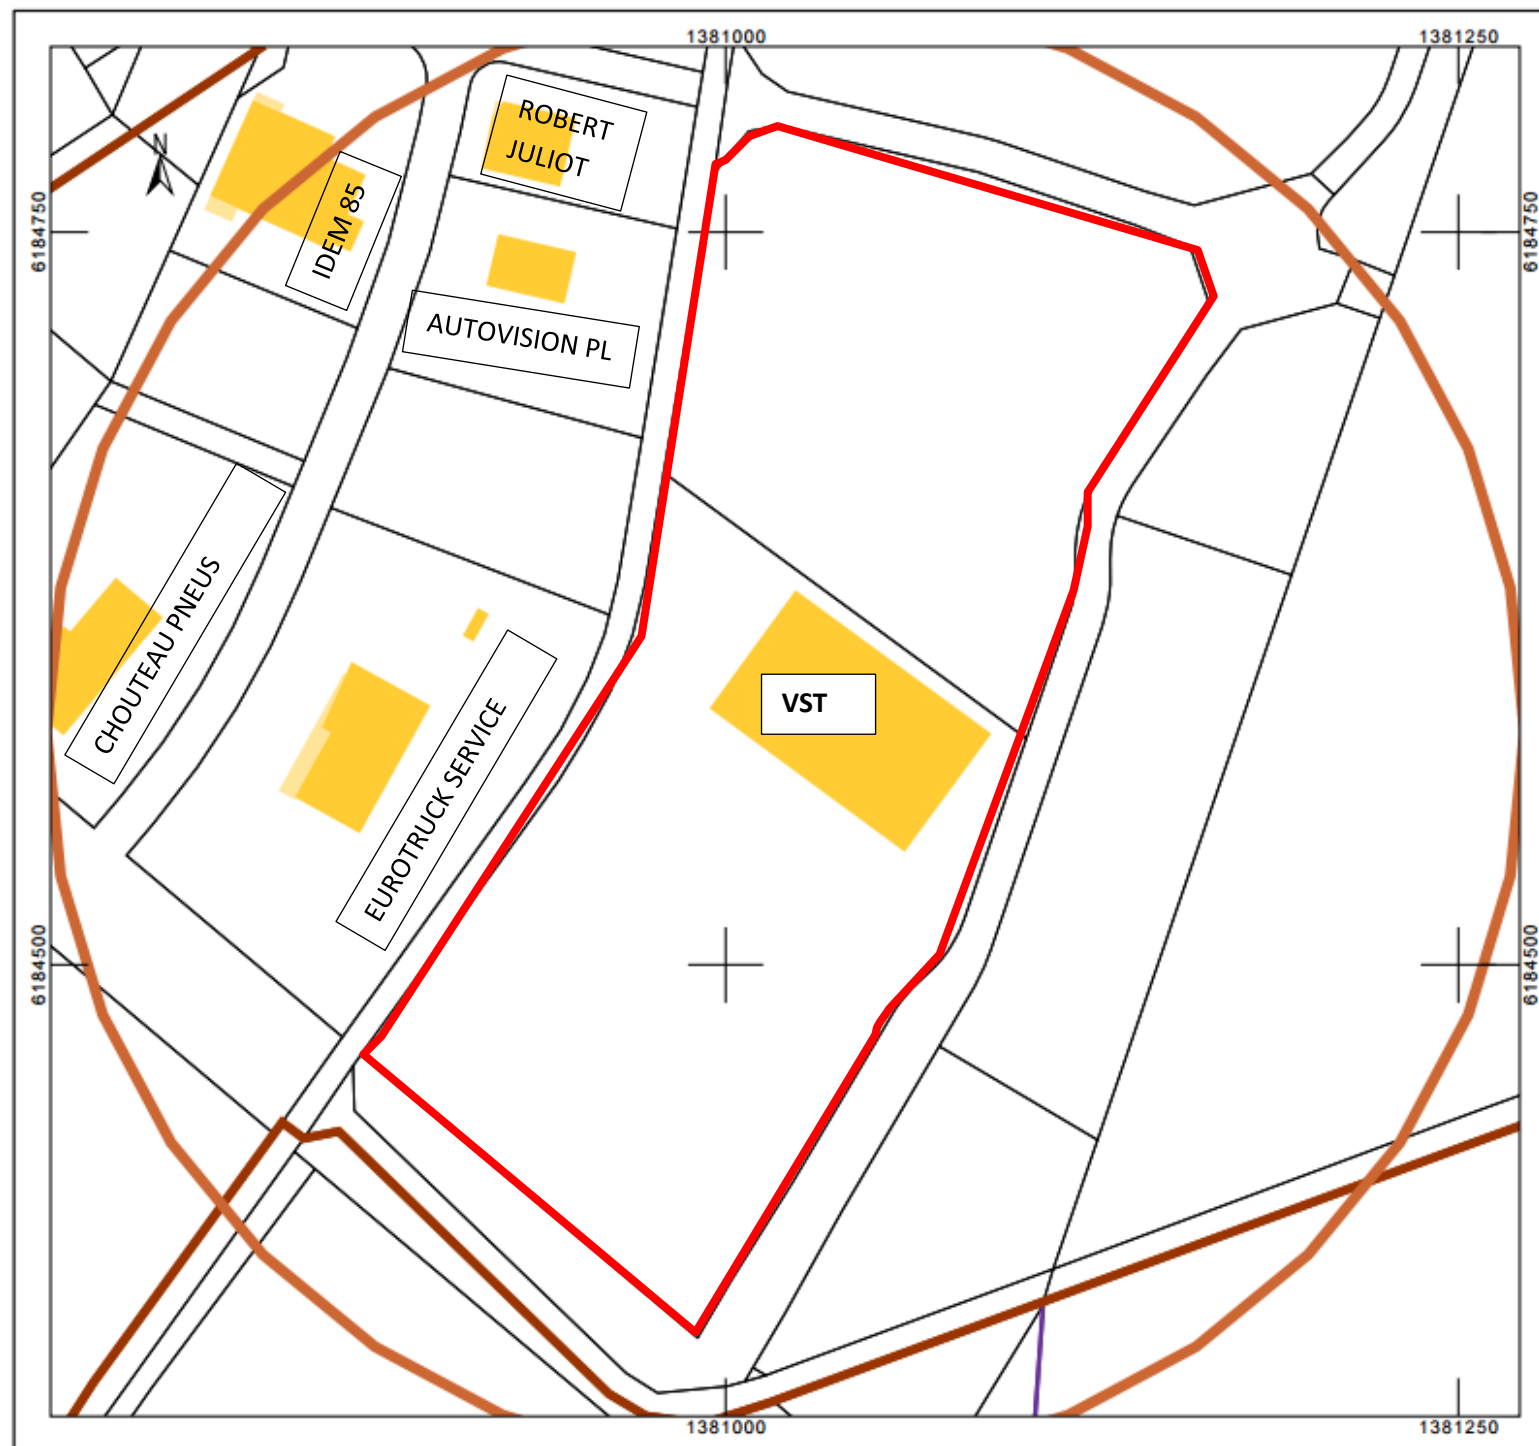 1381000
1381250
N
ROBERT
JULIOT
IDEM 85
6184750
6184750
AUTOVISION PL
CHOUTEAU PNEUS
EUROTRUCK SERVICE
VST
6184500
6184500
1381000
1381250